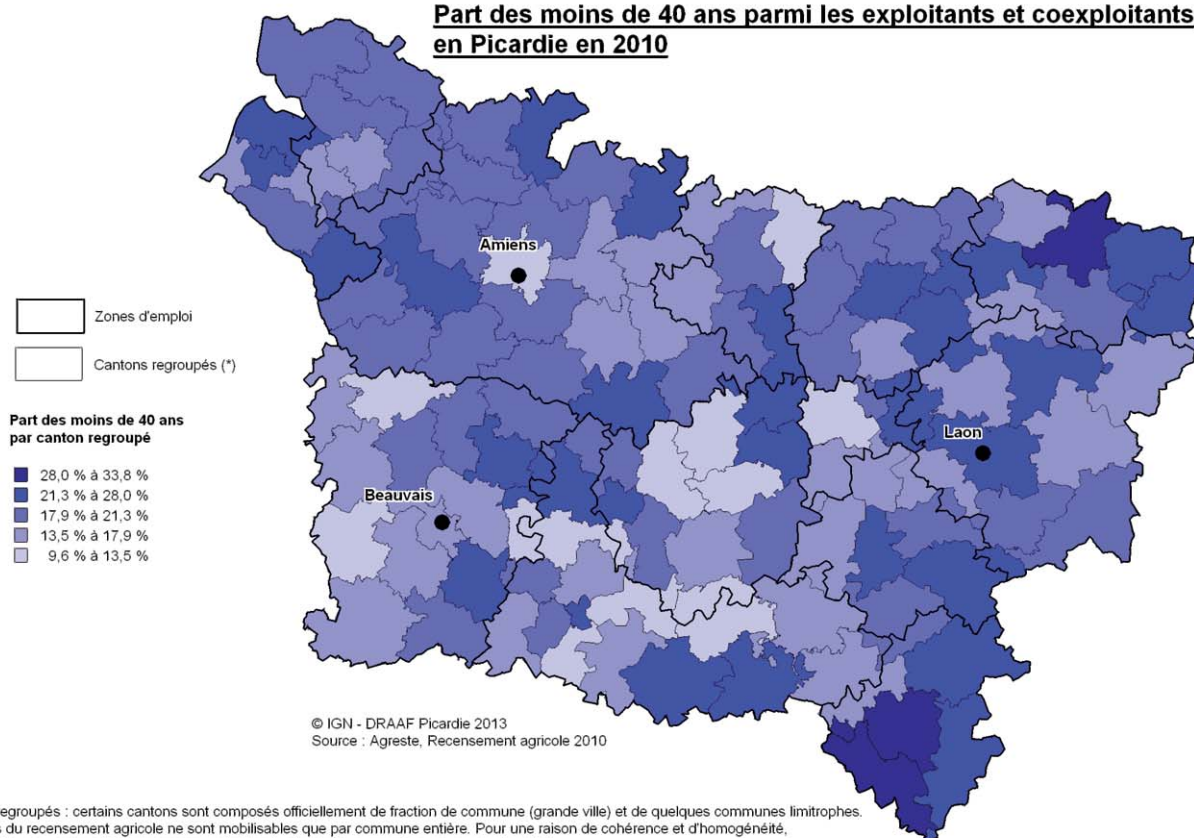 Part des moins de 40 ans parmi les exploitants et coexploitants
en Picardie en 2010
Amiens
Zones d'emploi
Cantons regroupés (*)
Part des moins de 40 ans
par canton regroupé
28,0 % à 33,8 %
21,3 % à 28,0 %
17,9 % à 21,3 %
13,5 % à 17,9 %
9,6 % à 13,5 %
Laon
Beauvais
© IGN - DRAAF Picardie 2013
Source : Agreste, Recensement agricole 2010
regroupés : certains cantons sont composés officiellement de fraction de commune (grande ville) et de quelques communes limitrophes.
du recensement agricole ne sont mobilisables que par commune entière. Pour une raison de cohérence et d'homogénéité,